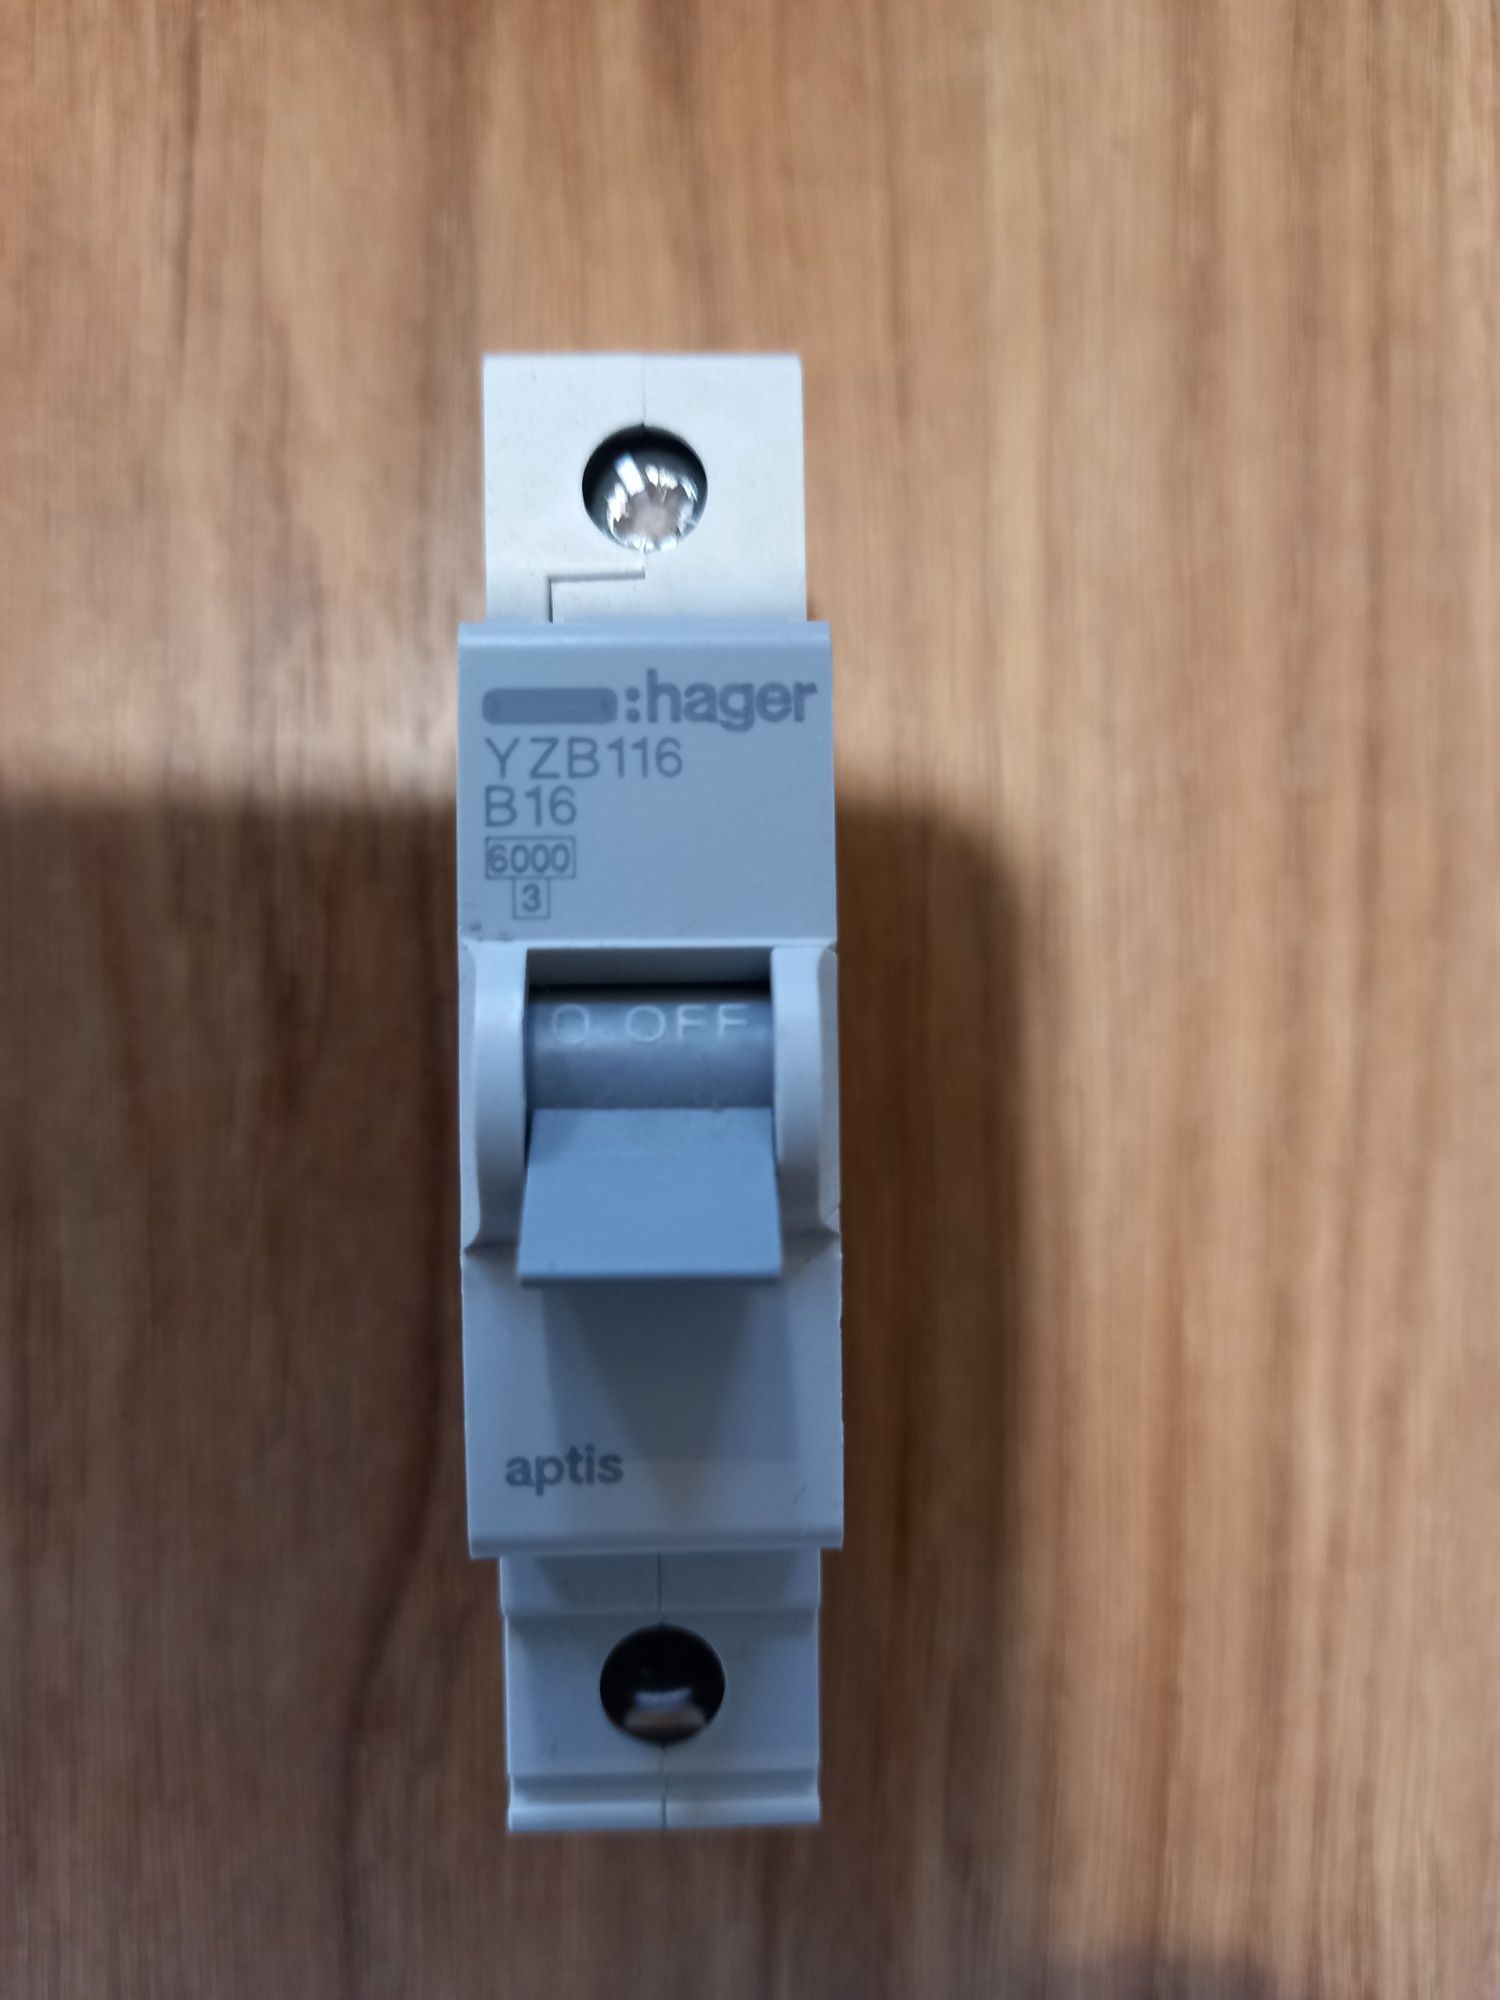 :hager
YZB116
B16
6000
3
O OFF
aptis